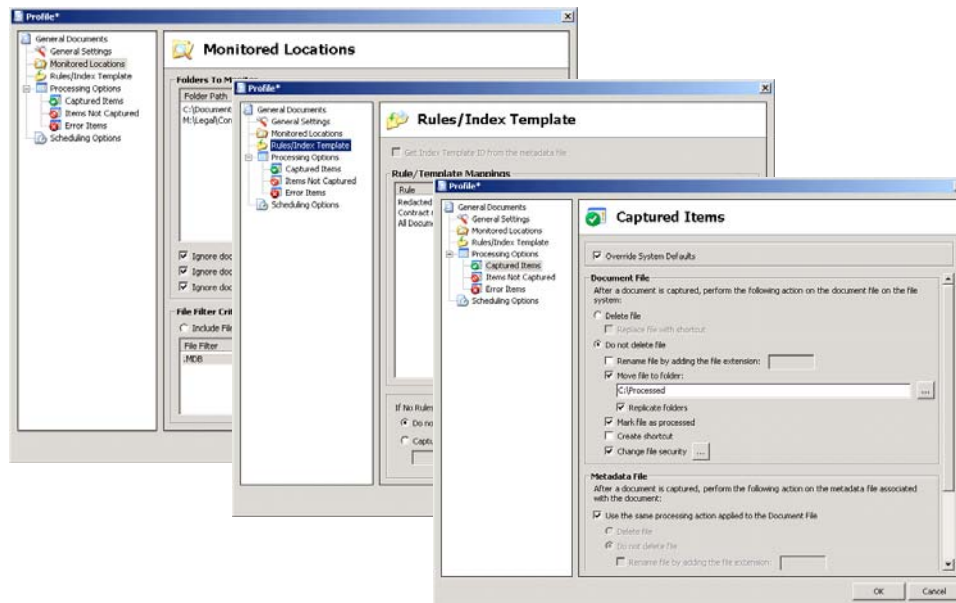 Profile*
General Documents
General Settings
Monitored Locations
Rules/Index Template
Processing Options
Captured Items
Items Not Captured
Error Items
Scheduling Options
Monitored Locations
Folders To
Folder Path
C:\Document
M:\Legal\Con
Ignore doc
Ignore doc
Ignore doc
File Filter Crit
Include File
File Filter
.MDB
Profile*
General Documents
General Settings
Monitored Locations
Rules/Index Template
Processing Options
Captured Items
Items Not Captured
Error Items
Scheduling Options
Rules/Index Template
Get Index Template ID from the metadata file
Rule/Template Mappings
Rule
Redacted
Contract
All Docume
If No Rules
Do no
Captu
Profile*
General Documents
General Settings
Monitored Locations
Rules/Index Template
Processing Options
Captured Items
Items Not Captured
Error Items
Scheduling Options
Captured Items
Override System Defaults
Document File
After a document is captured, perform the following action on the document file on the file
system:
Delete file
Replace file with shortcut
Do not delete file
Rename file by adding the file extension:
Move file to folder:
C:\Processed
...
Replicate folders
Mark file as processed
Create shortcut
Change file security ...
Metadata File
After a document is captured, perform the following action on the metadata file associated
with the document:
Use the same processing action applied to the Document File
Delete file
Do not delete file
Rename file by adding the file extension:
OK Cancel